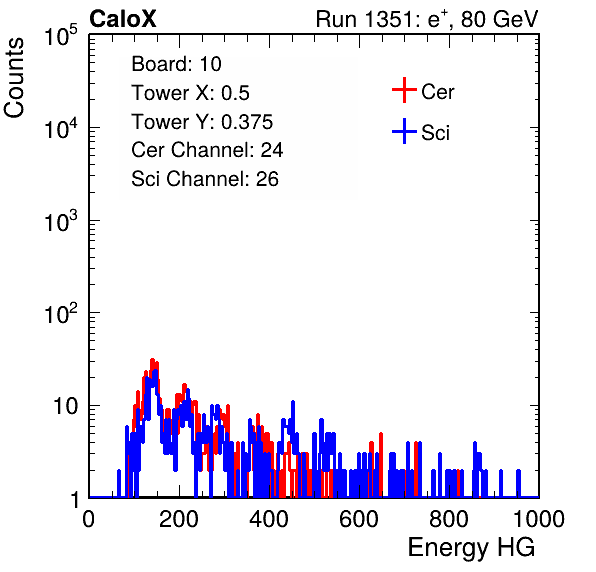 CaloX Run 1351: e⁺, 80 GeV
Board: 10
Tower X: 0.5
Tower Y: 0.375
Cer Channel: 24
Sci Channel: 26
Cer
Sci
Counts
10⁵
10⁴
10³
10²
10
1
0 200 400 600 800 1000
Energy HG